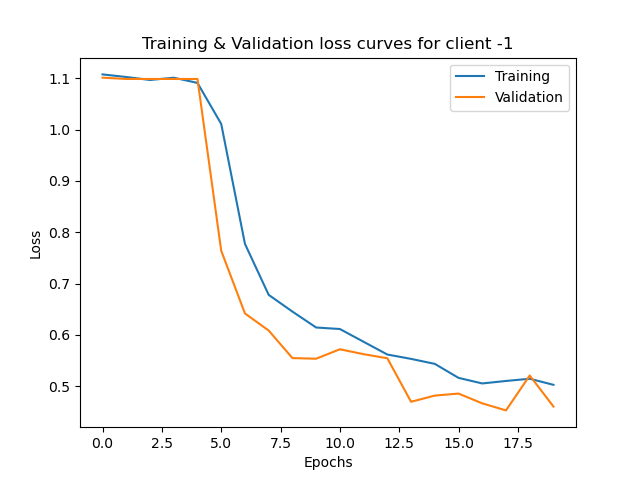 Training & Validation loss curves for client -1
Training
Validation
Loss
1.1
1.0
0.9
0.8
0.7
0.6
0.5
0.0 2.5 5.0 7.5 10.0 12.5 15.0 17.5
Epochs